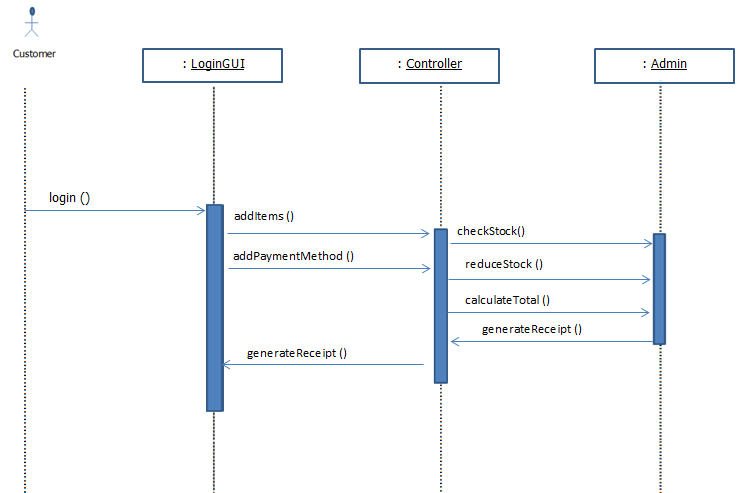 Customer
: LoginGUI
: Controller
: Admin
login ()
addItems ()
checkStock()
addPaymentMethod ()
reduceStock ()
calculateTotal ()
generateReceipt ()
generateReceipt ()